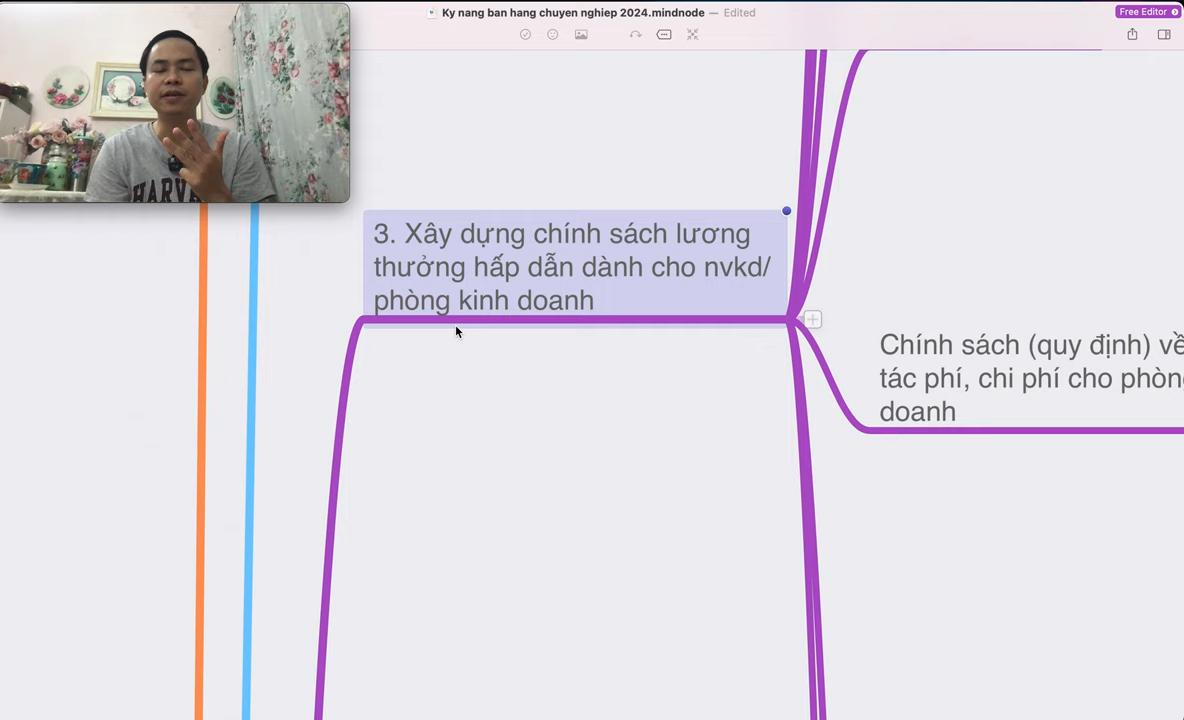 Ky nang ban hang chuyen nghiep 2024.mindnode — Edited
Free Editor
3. Xây dựng chính sách lương
thưởng hấp dẫn dành cho nvkd/
phòng kinh doanh
Chính sách (quy định) về
tác phí, chi phí cho phòng
doanh